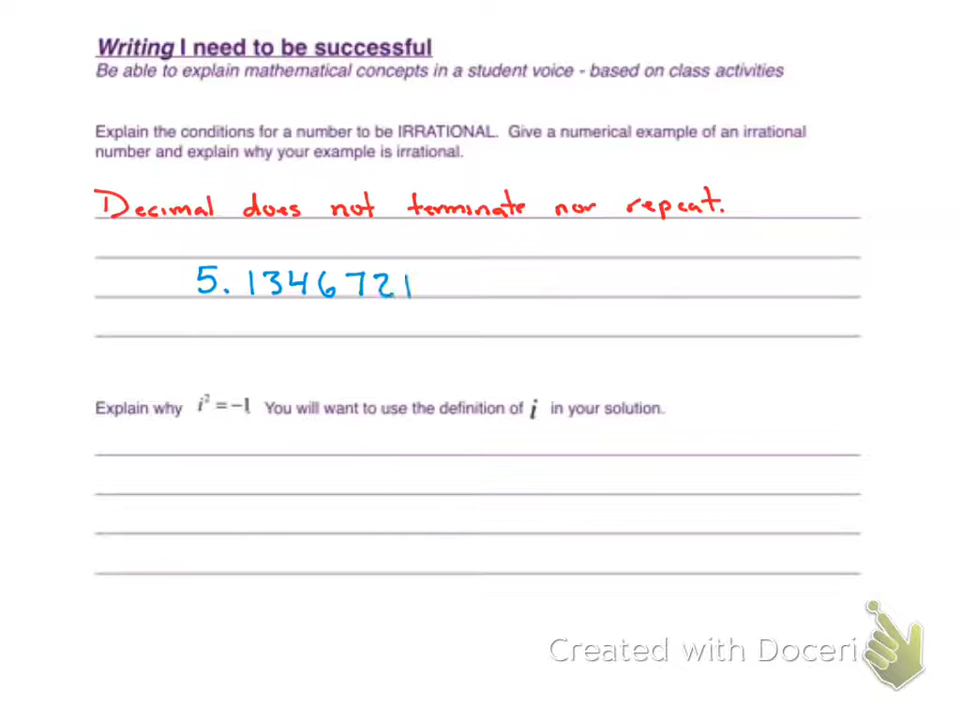 Writing I need to be successful
Be able to explain mathematical concepts in a student voice - based on class activities
Explain the conditions for a number to be IRRATIONAL. Give a numerical example of an irrational
number and explain why your example is irrational.
Decimal does not terminate nor repeat.
5.1346721
Explain why i² = -1 You will want to use the definition of i in your solution.
Created with Doceri